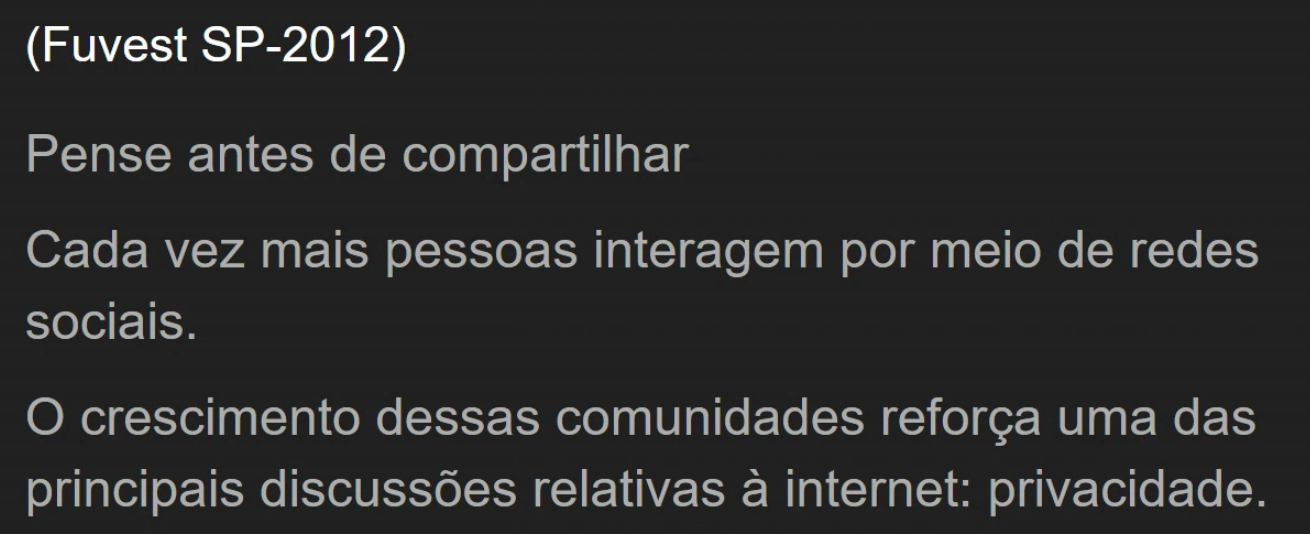 (Fuvest SP-2012)
Pense antes de compartilhar
Cada vez mais pessoas interagem por meio de redes
sociais.
O crescimento dessas comunidades reforça uma das
principais discussões relativas à internet: privacidade.